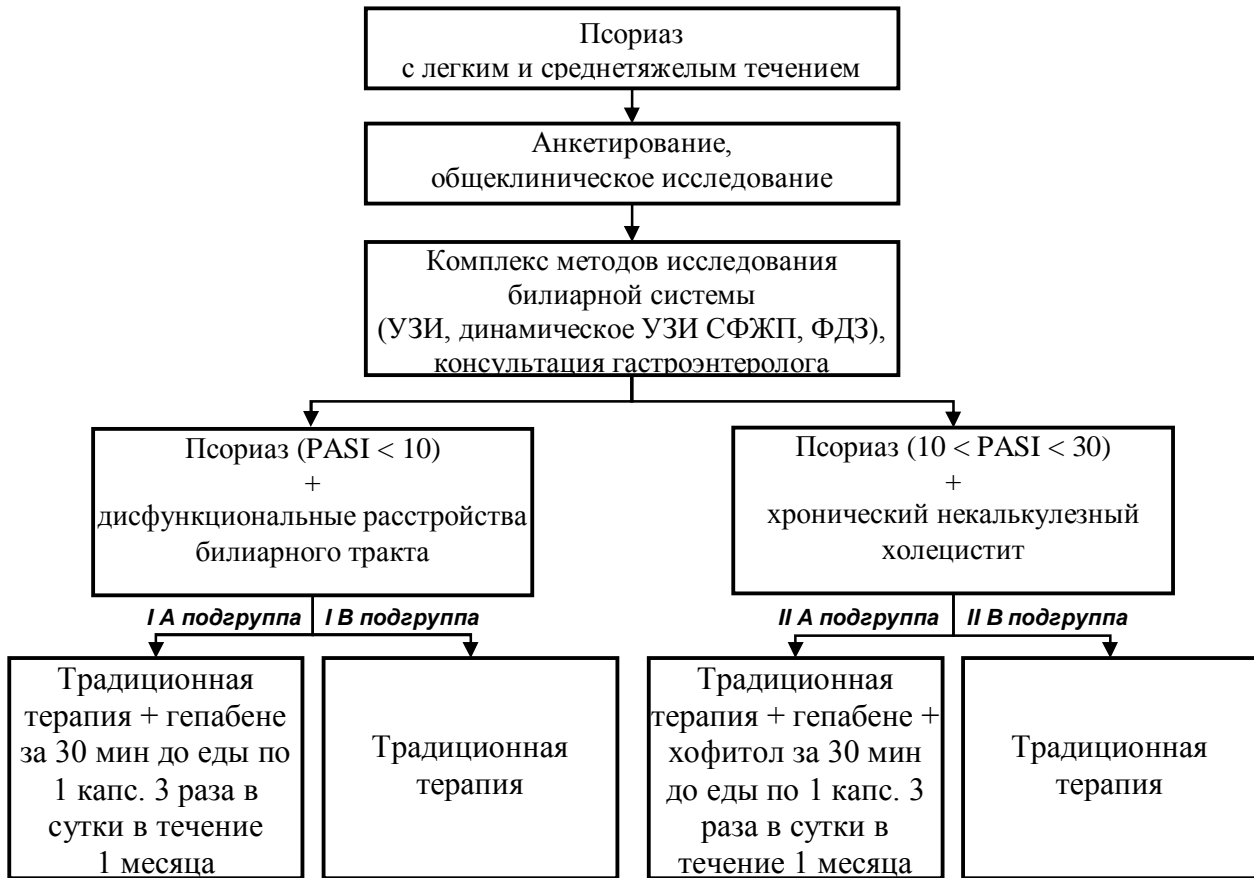 Псориаз
с легким и среднетяжелым течением
Анкетирование,
общеклиническое исследование
Комплекс методов исследования
билиарной системы
(УЗИ, динамическое УЗИ СФЖП, ФДЗ),
консультация гастроэнтеролога
Псориаз (PASI < 10)
+
дисфункциональные расстройства
билиарного тракта
Псориаз (10 < PASI < 30)
+
хронический некалькулезный
холецистит
I А подгруппа
I В подгруппа
II А подгруппа
II В подгруппа
Традиционная
терапия + гепабене
за 30 мин до еды по
1 капс. 3 раза в
сутки в течение
1 месяца
Традиционная
терапия
Традиционная
терапия + гепабене +
хофитол за 30 мин
до еды по 1 капс. 3
раза в сутки в
течение 1 месяца
Традиционная
терапия